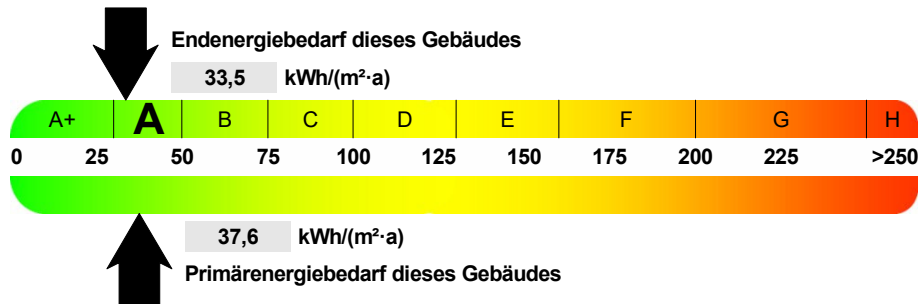 Endenergiebedarf dieses Gebäudes
33,5 kWh/(m²·a)
A+ A B C D E F G H
0 25 50 75 100 125 150 175 200 225 >250
37,6 kWh/(m²·a)
Primärenergiebedarf dieses Gebäudes